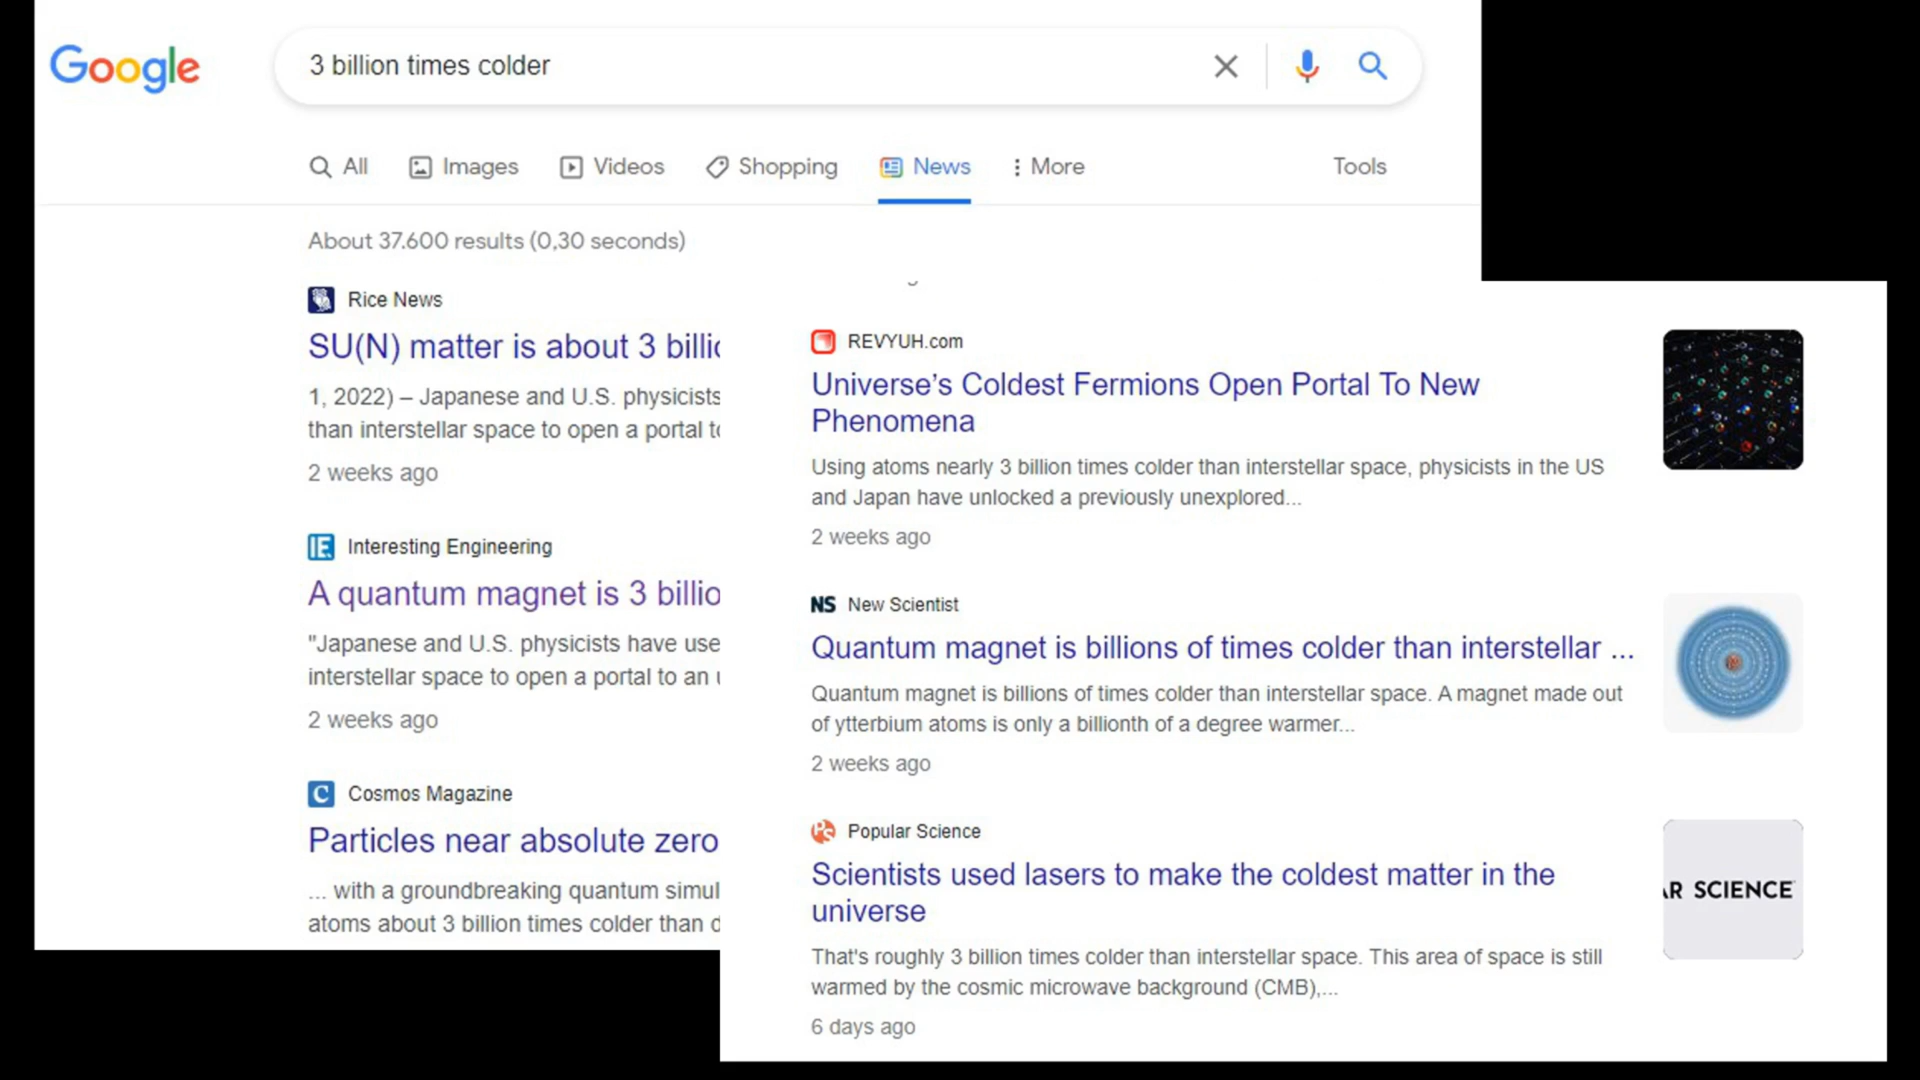 Google
3 billion times colder
All Images Videos Shopping News More Tools
About 37.600 results (0,30 seconds)
Rice News
SU(N) matter is about 3
1, 2022) – Japanese and U.S. physicists
than interstellar space to open a portal
2 weeks ago
IE
Interesting Engineering
A quantum magnet is 3
"Japanese and U.S. physicists have
interstellar space to open a portal to an
2 weeks ago
C
Cosmos Magazine
Particles near absolute zero
... with a groundbreaking quantum
atoms about 3 billion times colder than
REVYUH.com
Universe’s Coldest Fermions Open Portal To New
Phenomena
Using atoms nearly 3 billion times colder than interstellar space, physicists in the US
and Japan have unlocked a previously unexplored...
2 weeks ago
NS New Scientist
Quantum magnet is billions of times colder than interstellar ...
Quantum magnet is billions of times colder than interstellar space. A magnet made out
of ytterbium atoms is only a billionth of a degree warmer...
2 weeks ago
PS Popular Science
Scientists used lasers to make the coldest matter in the
universe
AR SCIENCE
That's roughly 3 billion times colder than interstellar space. This area of space is still
warmed by the cosmic microwave background (CMB),...
6 days ago